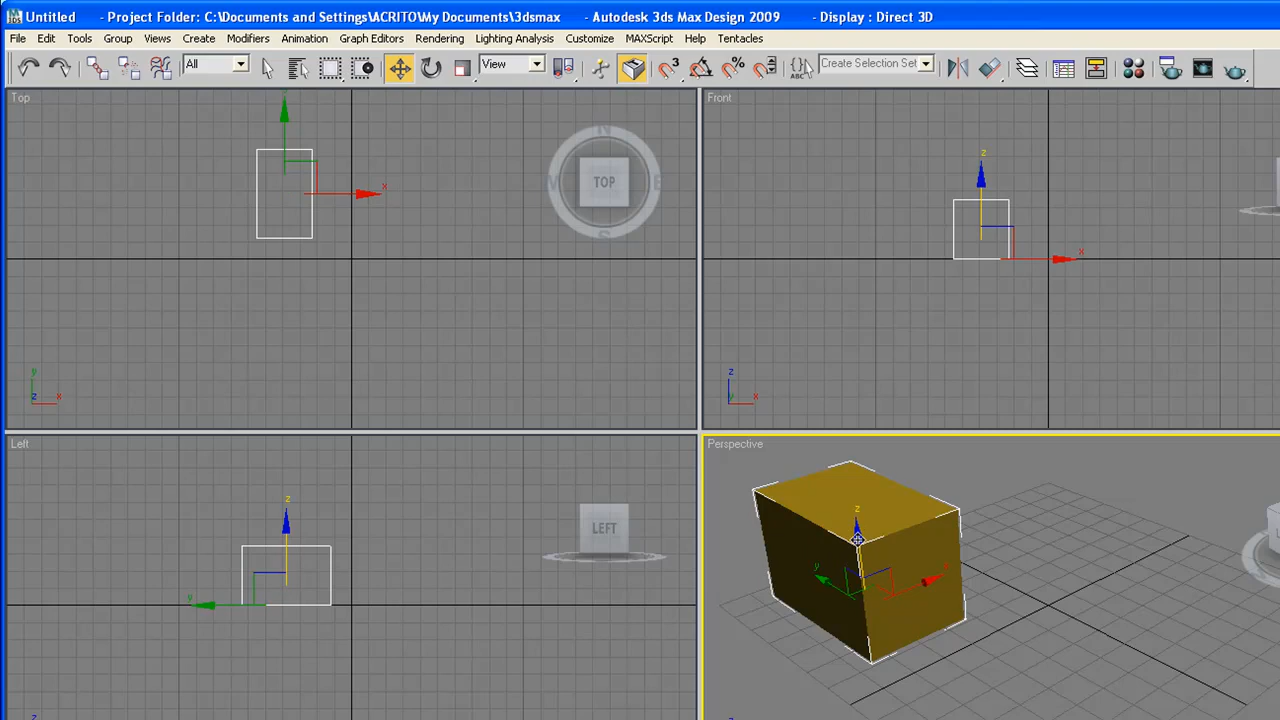 Untitled - Project Folder: C:\Documents and Settings\ACRITO\My Documents\3dsmax - Autodesk 3ds Max Design 2009 - Display : Direct 3D
File Edit Tools Group Views Create Modifiers Animation Graph Editors Rendering Lighting Analysis Customize MAXScript Help Tentacles
All View 3 % ABC Create Selection Set
Top Front
N
W TOP E
S
x
z
x
y
z x
z
y x
Left Perspective
z
LEFT
y
z
y x
z
z